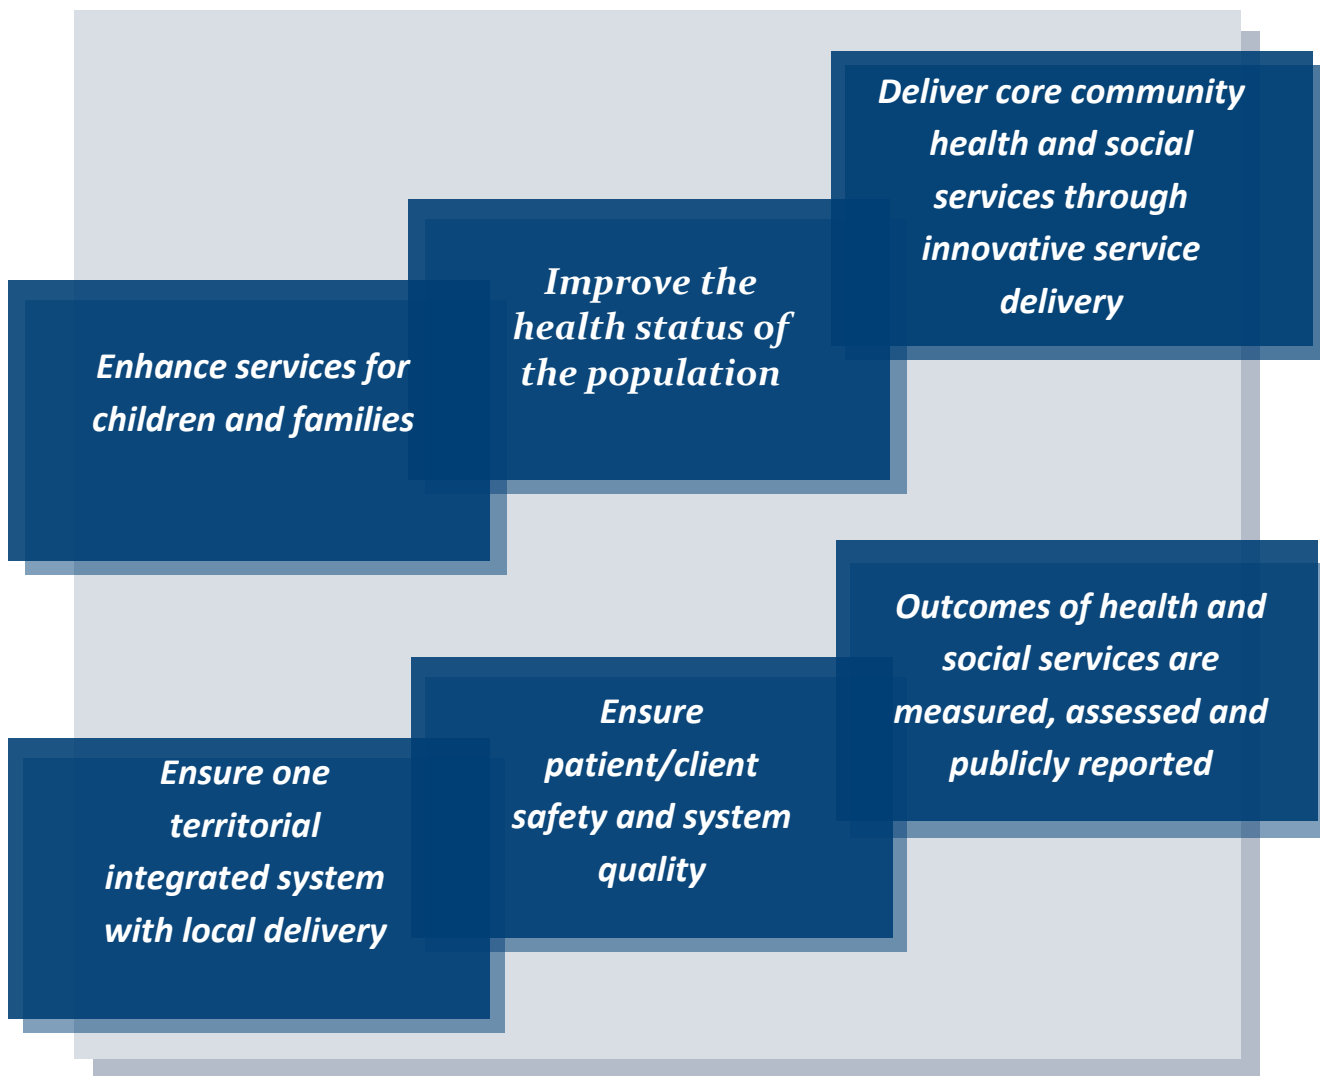 Enhance services for
children and families
Improve the
health status of
the population
Deliver core community
health and social
services through
innovative service
delivery
Ensure one
territorial
integrated system
with local delivery
Ensure
patient/client
safety and system
quality
Outcomes of health and
social services are
measured, assessed and
publicly reported